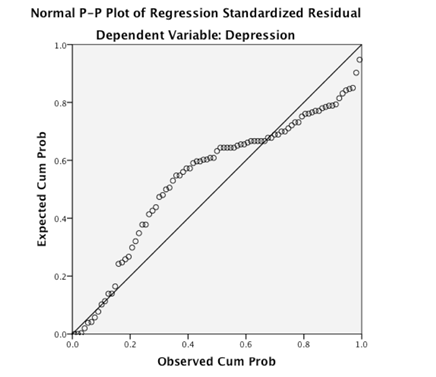 Normal P-P Plot of Regression Standardized Residual
Dependent Variable: Depression
Expected Cum Prob
1.0
0.8
0.6
0.4
0.2
0.0
0.0 0.2 0.4 0.6 0.8 1.0
Observed Cum Prob